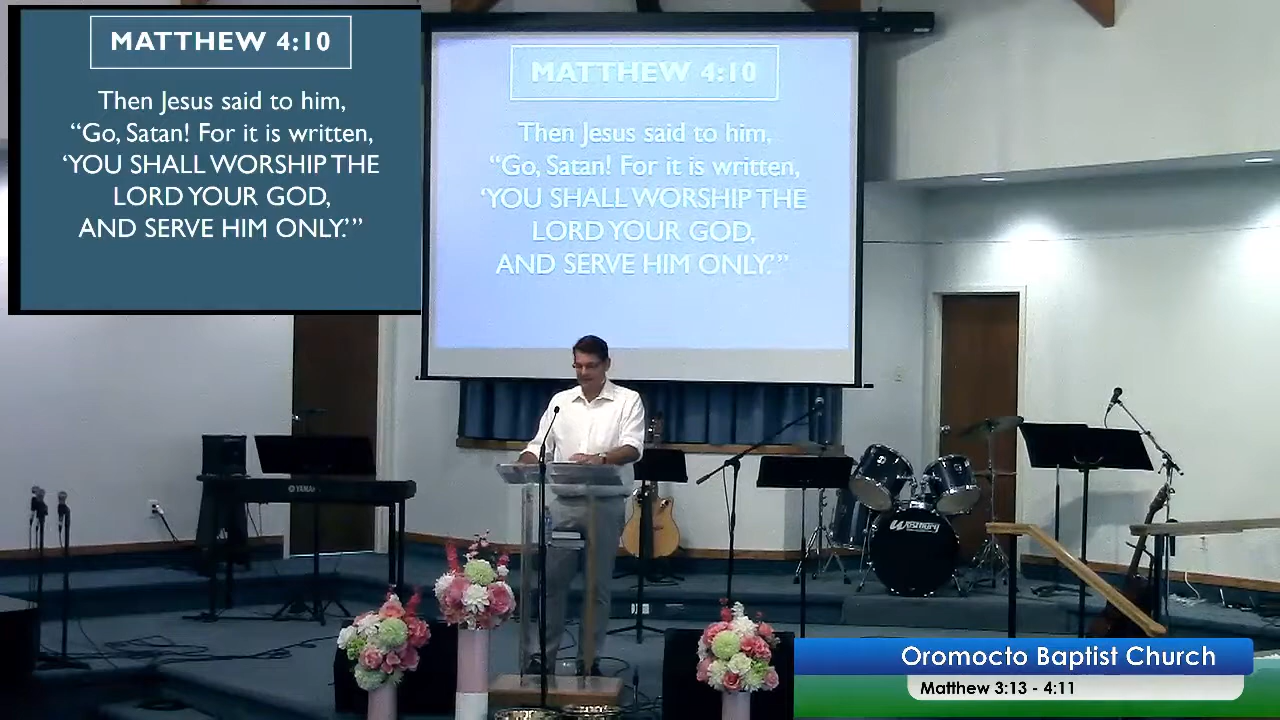 MATTHEW 4:10
Then Jesus said to him,
“Go, Satan! For it is written,
‘YOU SHALL WORSHIP THE
LORD YOUR GOD,
AND SERVE HIM ONLY.’”
MATTHEW 4:10
Then Jesus said to him,
“Go, Satan! For it is written,
‘YOU SHALL WORSHIP THE
LORD YOUR GOD,
AND SERVE HIM ONLY.’”
YAMAHA
Westbury
Oromocto Baptist Church
Matthew 3:13 - 4:11